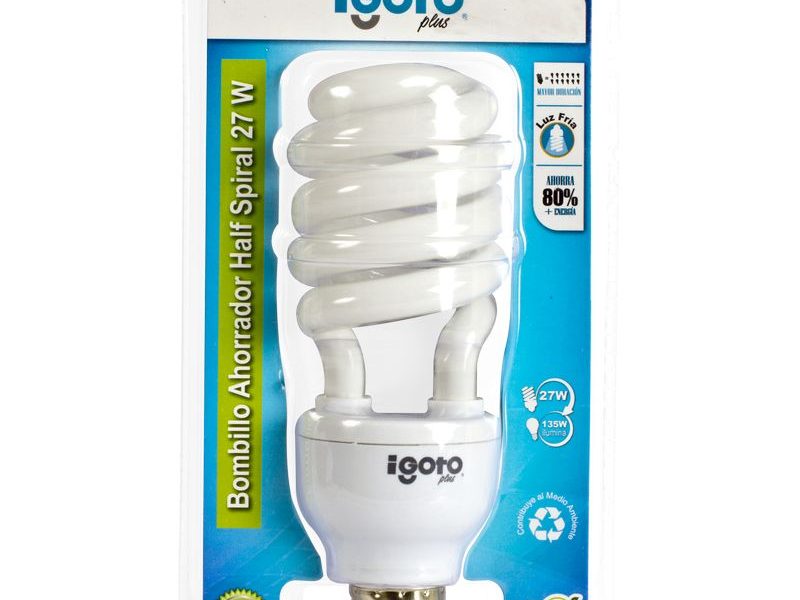 igoto
plus
MAYOR DURACIÓN
Luz Fría
AHORRA
80%
+ ENERGÍA
Bombillo Ahorrador Half Spiral 27 W
27W
135W
ilumina
igoto
plus
Contribuye al Medio Ambiente